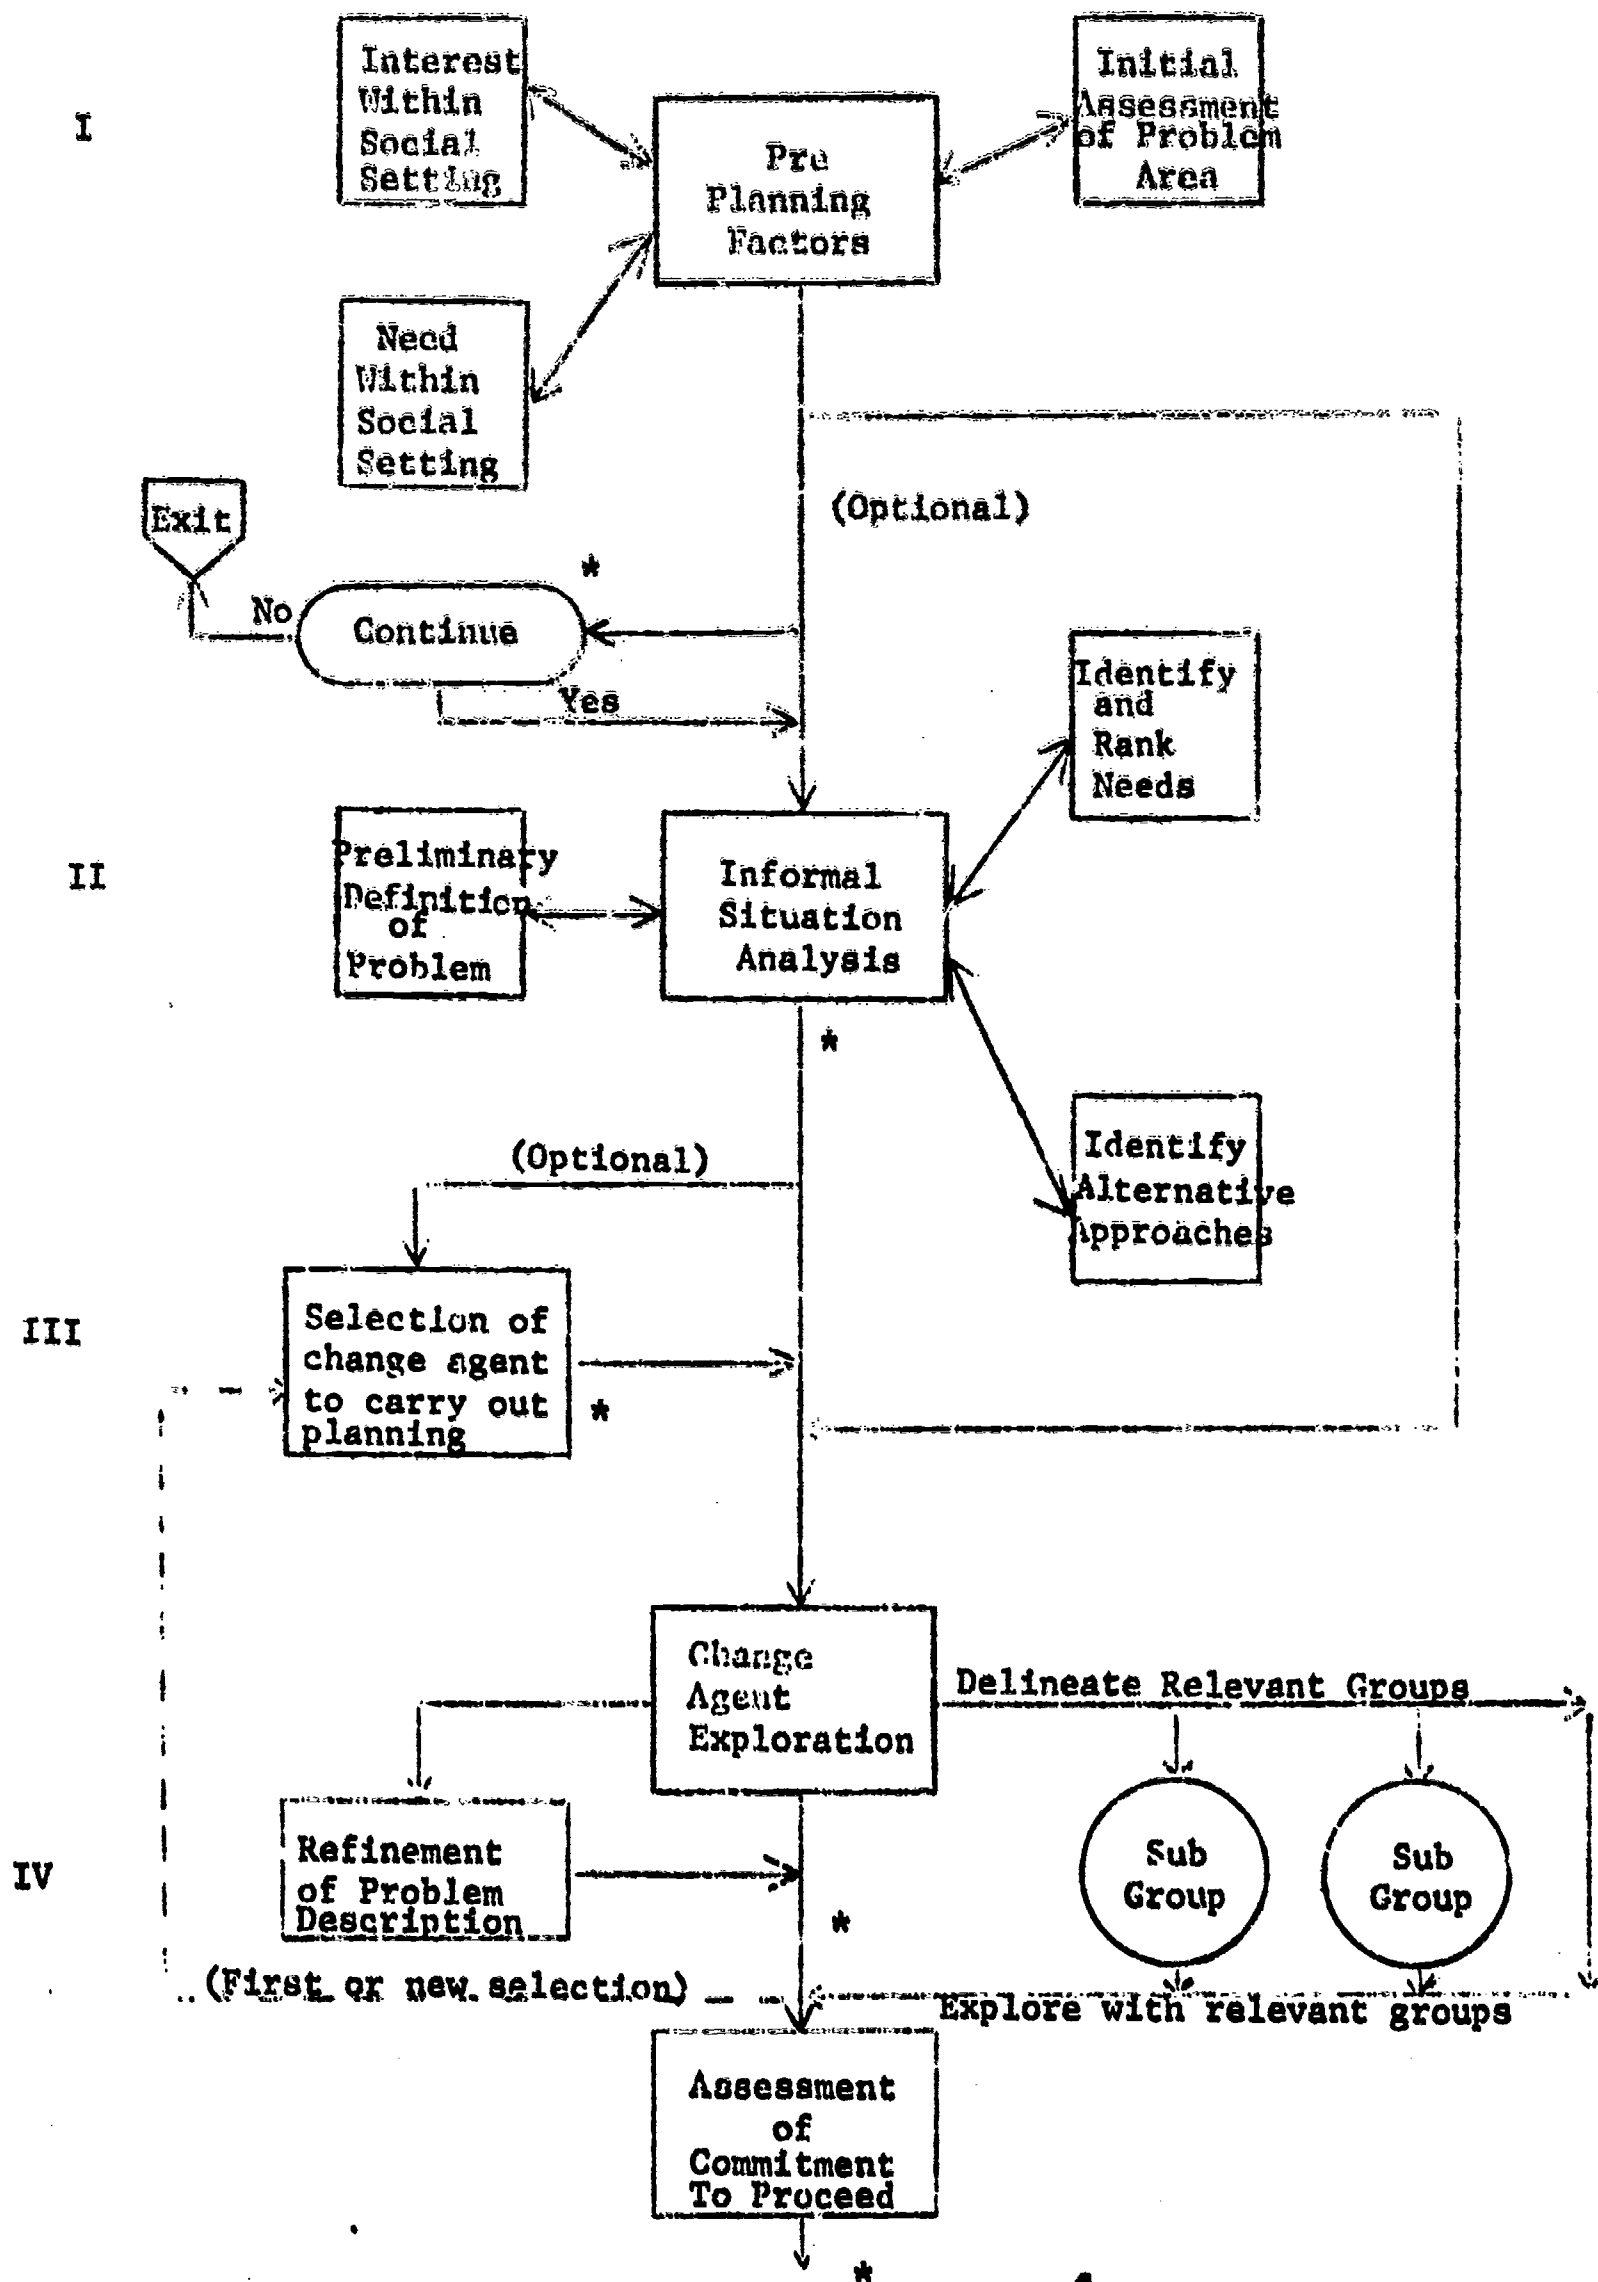 Interest
Within
Social
Setting
Initial
Assessment
of Problem
Area
I
Pre
Planning
Factors
Need
Within
Social
Setting
(Optional)
Exit
*
No
Continue
Yes
Identify
and
Rank
Needs
II
Preliminary
Definition
of
Problem
Informal
Situation
Analysis
*
(Optional)
Identify
Alternative
Approaches
III
Selection of
change agent
to carry out
planning
*
Change
Agent
Exploration
Delineate Relevant Groups
IV
Refinement
of Problem
Description
Sub
Group
Sub
Group
*
(First or new selection)
Explore with relevant groups
Assessment
of
Commitment
To Proceed
*